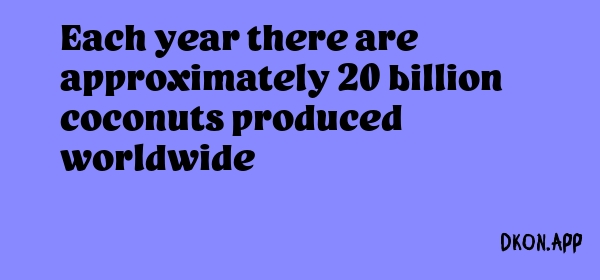 Each year there are
approximately 20 billion
coconuts produced
worldwide
DKON.APP